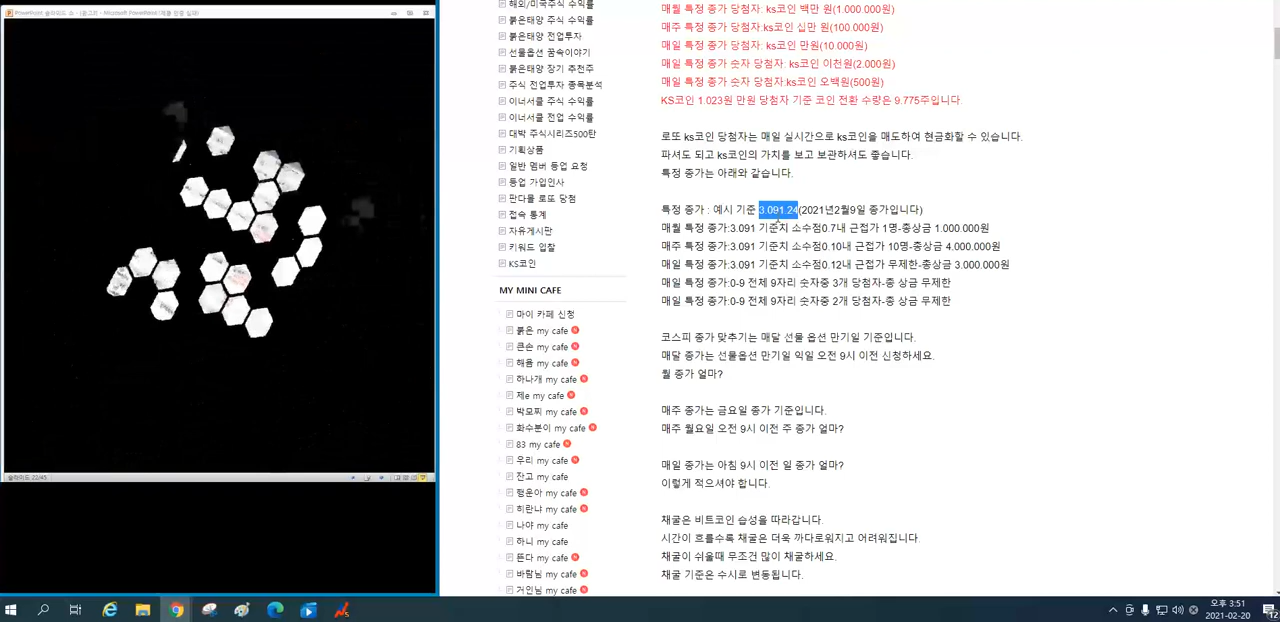 해외/미국주식 수익률
붉은태양 주식 수익률
붉은태양 전업투자
선물옵션 꿈속이야기
붉은태양 장기 추천주
주식 전업투자 종목분석
이너서클 주식 수익률
이너서클 전업 수익률
대박 주식시리즈500탄
기획상품
일반 멤버 등업 요청
등업 가입인사
판다몰 로또 당첨
접속 통계
자유게시판
키워드 입찰
KS코인
MY MINI CAFE
마이 카페 신청
붉은 my cafe
큰손 my cafe
해음 my cafe
하나개 my cafe
제e my cafe
박모찌 my cafe
화수분이 my cafe
83 my cafe
우리 my cafe
잔고 my cafe
행운아 my cafe
히란냐 my cafe
나야 my cafe
하니 my cafe
뜬다 my cafe
바람님 my cafe
거인님 my cafe
매월 특정 종가 당첨자: ks코인 백만 원(1.000.000원)
매주 특정 종가 당첨자:ks코인 십만 원(100.000원)
매일 특정 종가 당첨자: ks코인 만원(10.000원)
매일 특정 종가 숫자 당첨자: ks코인 이천원(2.000원)
매일 특정 종가 숫자 당첨자:ks코인 오백원(500원)
KS코인 1.023원 만원 당첨자 기준 코인 전환 수량은 9.775주입니다.
로또 ks코인 당첨자는 매일 실시간으로 ks코인을 매도하여 현금화할 수 있습니다.
파셔도 되고 ks코인의 가치를 보고 보관하셔도 좋습니다.
특정 종가는 아래와 같습니다.
특정 종가 : 예시 기준 3.091.24(2021년2월9일 종가입니다)
매월 특정 종가:3.091 기준치 소수점0.7내 근접가 1명-총상금 1.000.000원
매주 특정 종가:3.091 기준치 소수점0.10내 근접가 10명-총상금 4.000.000원
매일 특정 종가:3.091 기준치 소수점0.12내 근접가 무제한-총상금 3.000.000원
매일 특정 종가:0-9 전체 9자리 숫자중 3개 당첨자-총 상금 무제한
매일 특정 종가:0-9 전체 9자리 숫자중 2개 당첨자-총 상금 무제한
코스피 종가 맞추기는 매달 선물 옵션 만기일 기준입니다.
매달 종가는 선물옵션 만기일 익일 오전 9시 이전 신청하세요.
월 종가 얼마?
매주 종가는 금요일 종가 기준입니다.
매주 월요일 오전 9시 이전 주 종가 얼마?
매일 종가는 아침 9시 이전 일 종가 얼마?
이렇게 적으셔야 합니다.
채굴은 비트코인 습성을 따라갑니다.
시간이 흐를수록 채굴은 더욱 까다로워지고 어려워집니다.
채굴이 쉬울때 무조건 많이 채굴하세요.
채굴 기준은 수시로 변동됩니다.
슬라이드 22/45
오후 3:51
2021-02-20
12